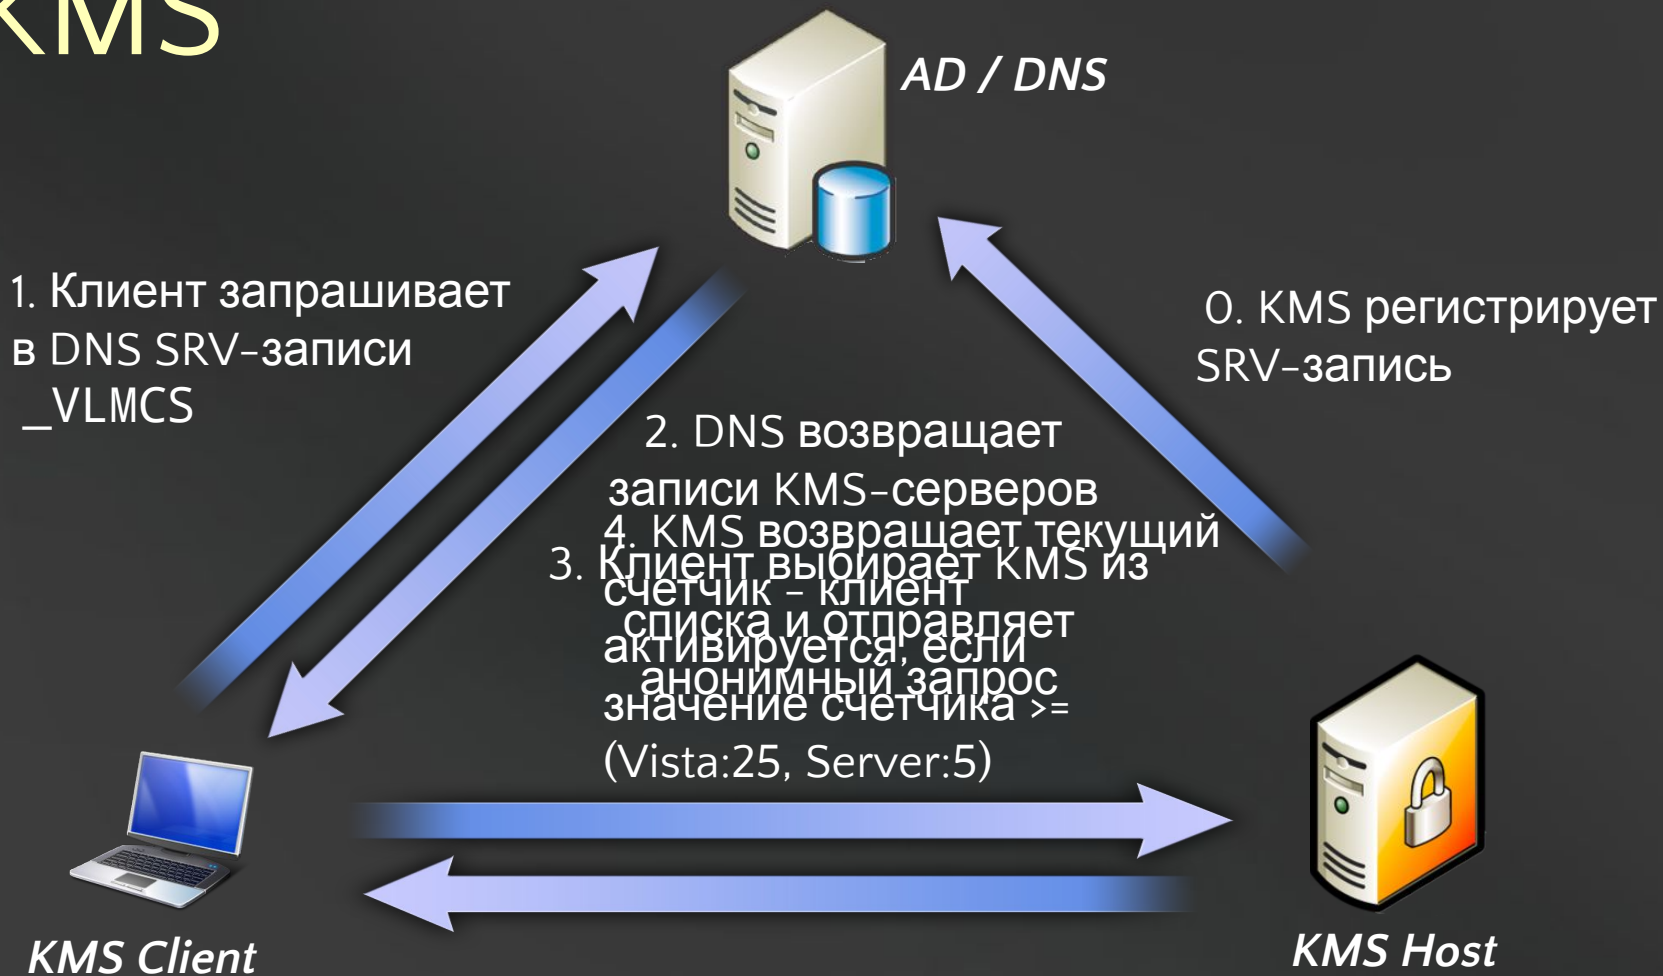 KMS
AD / DNS
1. Клиент запрашивает
в DNS SRV-записи
_VLMCS
0. KMS регистрирует
SRV-запись
2. DNS возвращает
записи KMS-серверов
3. Клиент выбирает KMS из
списка и отправляет
анонимный запрос
4. KMS возвращает текущий
счетчик - клиент
активируется, если
значение счетчика >=
(Vista:25, Server:5)
KMS Client
KMS Host